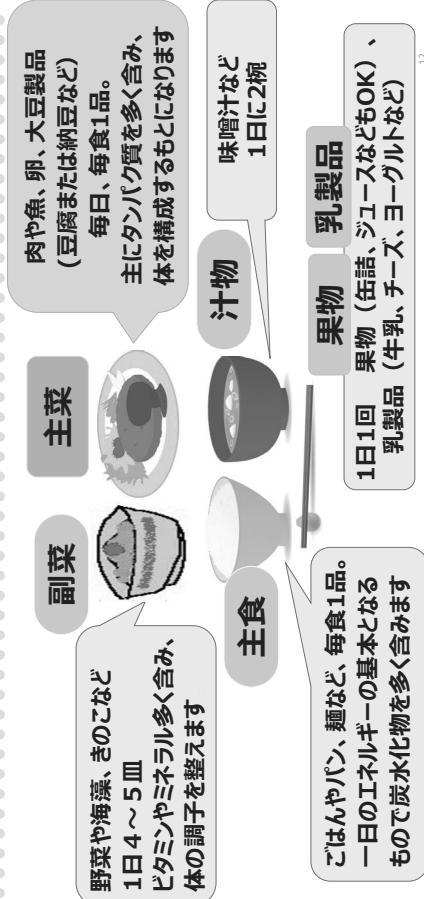 副菜
野菜や海藻、きのこなど
1日4~5皿
ビタミンやミネラル多く含み、
体の調子を整えます
主菜
肉や魚、卵、大豆製品
(豆腐または納豆など)
毎日、毎食1品。
主にタンパク質を多く含み、
体を構成するもとになります
主食
ごはんやパン、麺など、毎食1品。
一日のエネルギーの基本となる
もので炭水化物を多く含みます
汁物
味噌汁など
1日に2椀
果物
乳製品
1日1回 果物(缶詰、ジュースなどもOK)、
乳製品(牛乳、チーズ、ヨーグルトなど)
12